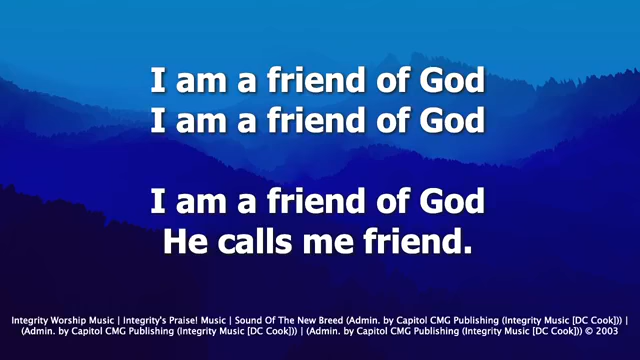 I am a friend of God
I am a friend of God
I am a friend of God
He calls me friend.
Integrity Worship Music | Integrity's Praise! Music | Sound Of The New Breed (Admin. by Capitol CMG Publishing (Integrity Music [DC Cook])) |
(Admin. by Capitol CMG Publishing (Integrity Music [DC Cook])) | (Admin. by Capitol CMG Publishing (Integrity Music [DC Cook])) © 2003